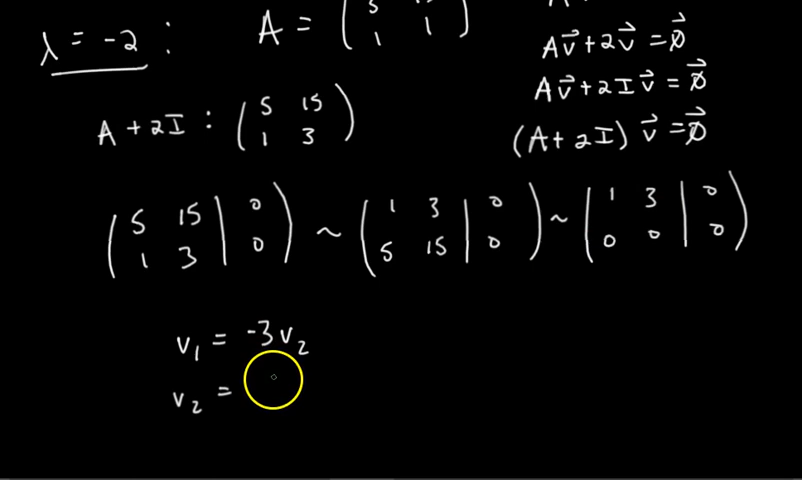 λ = -2 : A = ( 5
1 1 )
Av⃗ + 2v⃗ = 0⃗
Av⃗ + 2Iv⃗ = 0⃗
(A + 2I) v⃗ = 0⃗
A + 2I : ( 5 15
1 3 )
( 5 15 | 0
1 3 | 0 ) ~ ( 1 3 | 0
5 15 | 0 ) ~ ( 1 3 | 0
0 0 | 0 )
v₁ = -3v₂
v₂ =